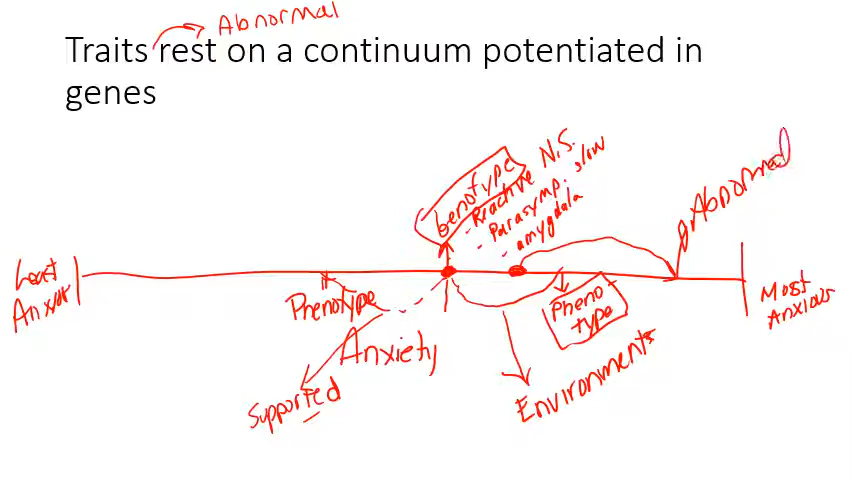 Abnormal
Traits rest on a continuum potentiated in
genes
Genotype
- Reactive N.S.
- Parasymp. slow
- amygdala
Abnormal
Least
Phenotype
Pheno-
type
Most
Anxious
Anxiety
Supported
Environments